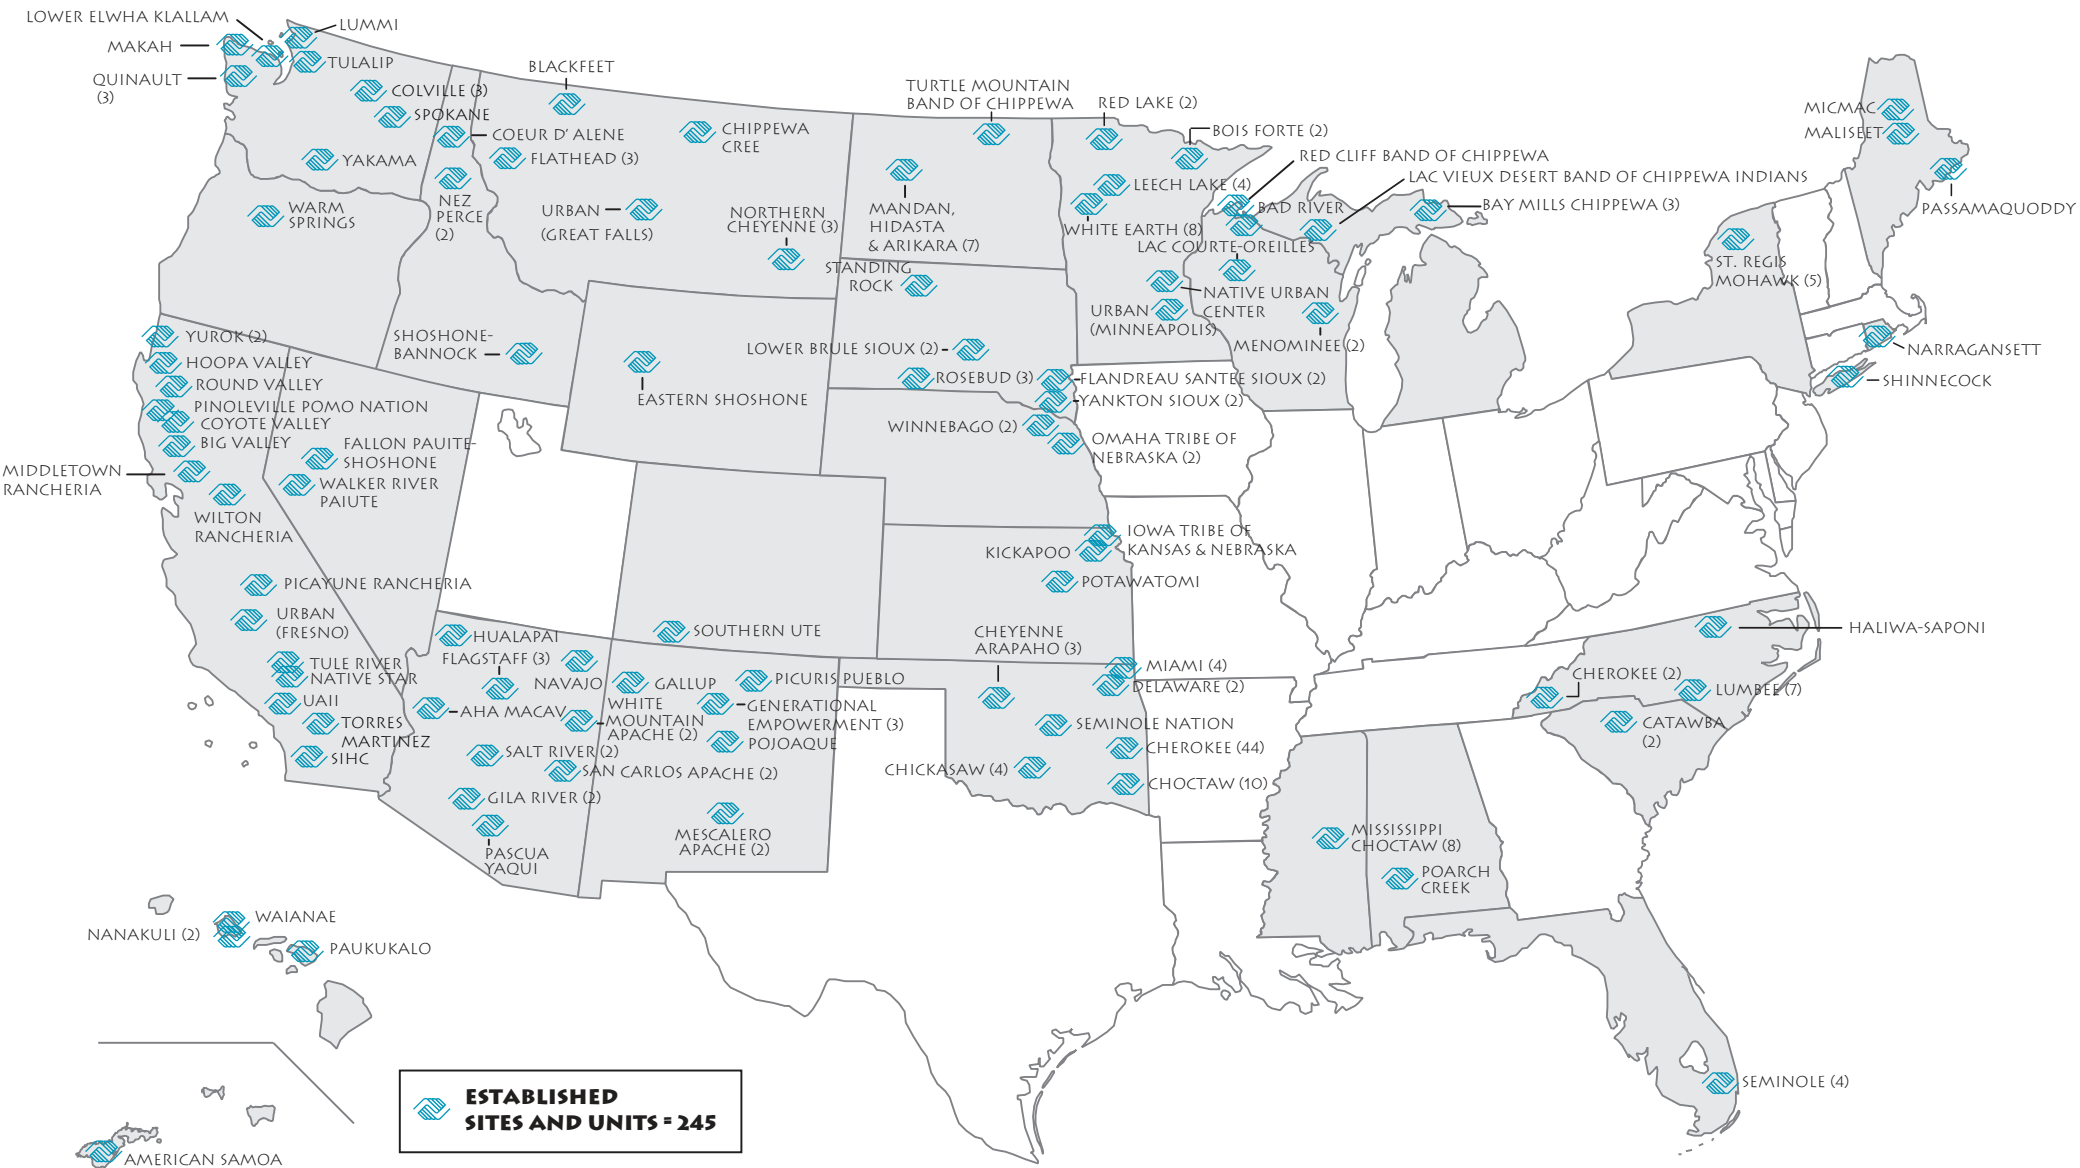 LOWER ELWHA KLALLAM
LUMMI
MAKAH
TULALIP
QUINAULT
(3)
COLVILLE (3)
SPOKANE
BLACKFEET
COEUR D' ALENE
FLATHEAD (3)
YAKAMA
CHIPPEWA
CREE
NEZ
PERCE
(2)
WARM
SPRINGS
URBAN
(GREAT FALLS)
NORTHERN
CHEYENNE (3)
TURTLE MOUNTAIN
BAND OF CHIPPEWA
RED LAKE (2)
BOIS FORTE (2)
RED CLIFF BAND OF CHIPPEWA
LAC VIEUX DESERT BAND OF CHIPPEWA INDIANS
LEECH LAKE (4)
BAD RIVER
BAY MILLS CHIPPEWA (3)
MANDAN,
HIDASTA
& ARIKARA (7)
WHITE EARTH (8)
LAC COURTE-OREILLES
STANDING
ROCK
NATIVE URBAN
CENTER
URBAN
(MINNEAPOLIS)
MENOMINEE (2)
MICMAC
MALISEET
PASSAMAQUODDY
ST. REGIS
MOHAWK (5)
NARRAGANSETT
SHINNECOCK
YUROK (2)
HOOPA VALLEY
ROUND VALLEY
PINOLEVILLE POMO NATION
COYOTE VALLEY
BIG VALLEY
MIDDLETOWN
RANCHERIA
WILTON
RANCHERIA
FALLON PAUITE-
SHOSHONE
WALKER RIVER
PAIUTE
SHOSHONE-
BANNOCK
EASTERN SHOSHONE
LOWER BRULE SIOUX (2)
ROSEBUD (3)
FLANDREAU SANTEE SIOUX (2)
YANKTON SIOUX (2)
WINNEBAGO (2)
OMAHA TRIBE OF
NEBRASKA (2)
IOWA TRIBE OF
KANSAS & NEBRASKA
KICKAPOO
POTAWATOMI
PICAYUNE RANCHERIA
URBAN
(FRESNO)
TULE RIVER
NATIVE STAR
UAII
TORRES
MARTINEZ
SIHC
HUALAPAI
FLAGSTAFF (3)
NAVAJO
AHA MACAV
WHITE
MOUNTAIN
APACHE (2)
SALT RIVER (2)
SAN CARLOS APACHE (2)
GILA RIVER (2)
PASCUA
YAQUI
SOUTHERN UTE
GALLUP
PICURIS PUEBLO
GENERATIONAL
EMPOWERMENT (3)
POJOAQUE
MESCALERO
APACHE (2)
CHEYENNE
ARAPAHO (3)
MIAMI (4)
DELAWARE (2)
SEMINOLE NATION
CHEROKEE (44)
CHICKASAW (4)
CHOCTAW (10)
HALIWA-SAPONI
CHEROKEE (2)
LUMBEE (7)
CATAWBA
(2)
MISSISSIPPI
CHOCTAW (8)
POARCH
CREEK
SEMINOLE (4)
WAIANAE
NANAKULI (2)
PAUKUKALO
AMERICAN SAMOA
ESTABLISHED
SITES AND UNITS = 245